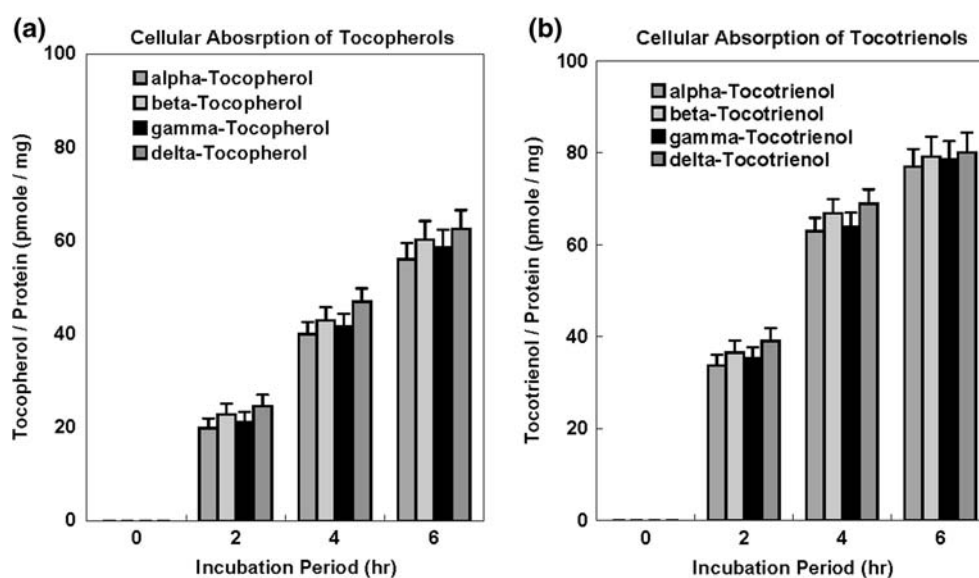 (a)
Cellular Abosrption of Tocopherols
100
80
60
40
20
0
alpha-Tocopherol
beta-Tocopherol
gamma-Tocopherol
delta-Tocopherol
Tocopherol / Protein (pmole / mg)
0 2 4 6
Incubation Period (hr)
(b)
Cellular Absorption of Tocotrienols
100
80
60
40
20
0
alpha-Tocotrienol
beta-Tocotrienol
gamma-Tocotrienol
delta-Tocotrienol
Tocotrienol / Protein (pmole / mg)
0 2 4 6
Incubation Period (hr)